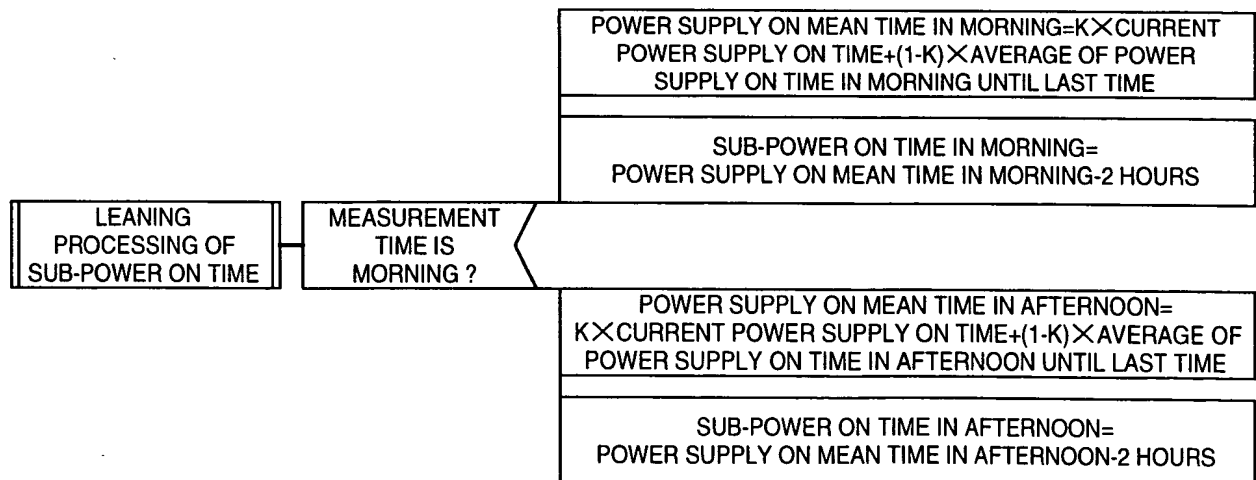 POWER SUPPLY ON MEAN TIME IN MORNING=K×CURRENT
POWER SUPPLY ON TIME+(1-K)×AVERAGE OF POWER
SUPPLY ON TIME IN MORNING UNTIL LAST TIME
SUB-POWER ON TIME IN MORNING=
POWER SUPPLY ON MEAN TIME IN MORNING-2 HOURS
LEANING
PROCESSING OF
SUB-POWER ON TIME
MEASUREMENT
TIME IS
MORNING ?
POWER SUPPLY ON MEAN TIME IN AFTERNOON=
K×CURRENT POWER SUPPLY ON TIME+(1-K)×AVERAGE OF
POWER SUPPLY ON TIME IN AFTERNOON UNTIL LAST TIME
SUB-POWER ON TIME IN AFTERNOON=
POWER SUPPLY ON MEAN TIME IN AFTERNOON-2 HOURS